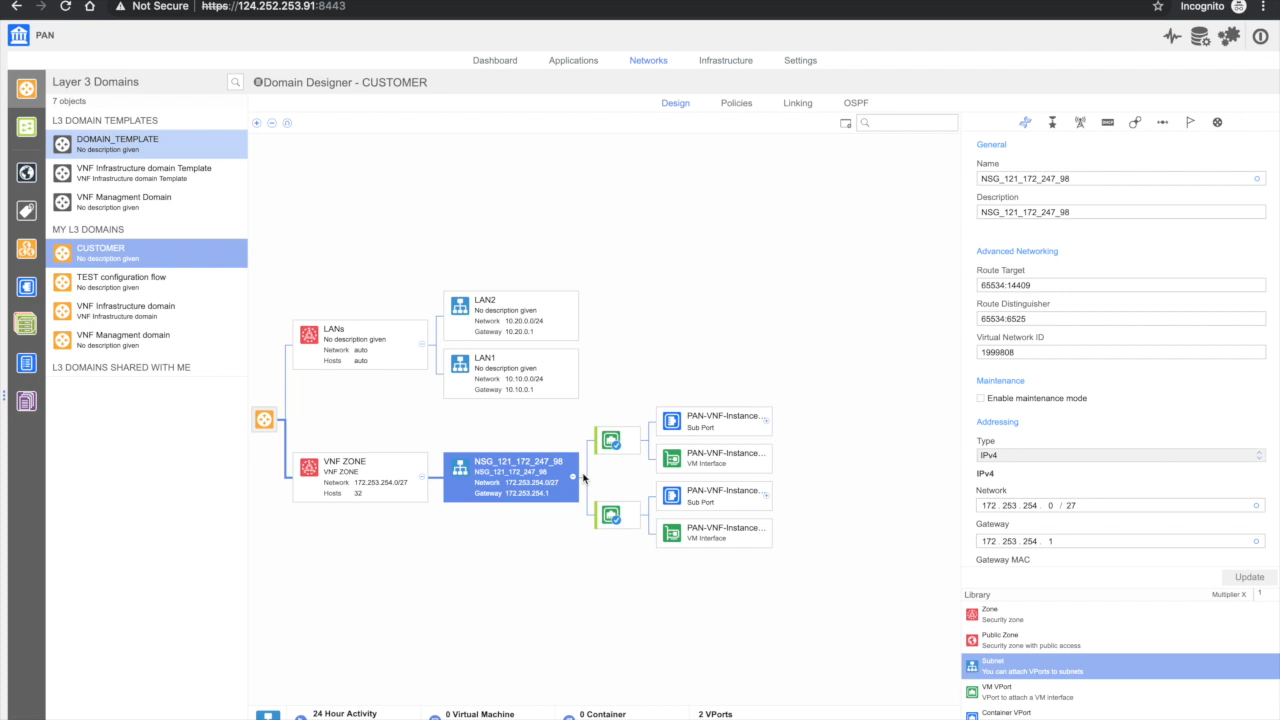 Not Secure | https://124.252.253.91:8443
Incognito
PAN
Dashboard
Applications
Networks
Infrastructure
Settings
Layer 3 Domains
7 objects
L3 DOMAIN TEMPLATES
DOMAIN_TEMPLATE
No description given
VNF Infrastructure domain Template
VNF Infrastructure domain Template
VNF Managment Domain
No description given
MY L3 DOMAINS
CUSTOMER
No description given
TEST configuration flow
No description given
VNF Infrastructure domain
VNF Infrastructure domain
VNF Managment domain
No description given
L3 DOMAINS SHARED WITH ME
Domain Designer - CUSTOMER
Design
Policies
Linking
OSPF
LANs
No description given
Network auto
Hosts auto
LAN2
No description given
Network 10.20.0.0/24
Gateway 10.20.0.1
LAN1
No description given
Network 10.10.0.0/24
Gateway 10.10.0.1
VNF ZONE
VNF ZONE
Network 172.253.254.0/27
Hosts 32
NSG_121_172_247_98
NSG_121_172_247_98
Network 172.253.254.0/27
Gateway 172.253.254.1
PAN-VNF-Instance...
Sub Port
PAN-VNF-Instance...
VM Interface
PAN-VNF-Instance...
Sub Port
PAN-VNF-Instance...
VM Interface
24 Hour Activity
0 Virtual Machine
0 Container
2 VPorts
DHCP
General
Name
NSG_121_172_247_98
Description
NSG_121_172_247_98
Advanced Networking
Route Target
65534:14409
Route Distinguisher
65534:6525
Virtual Network ID
1999808
Maintenance
Enable maintenance mode
Addressing
Type
IPv4
IPv4
Network
172 . 253 . 254 . 0 / 27
Gateway
172 . 253 . 254 . 1
Gateway MAC
Update
Library
Multiplier X 1
Zone
Security zone
Public Zone
Security zone with public access
Subnet
You can attach VPorts to subnets
VM VPort
VPort to attach a VM interface
Container VPort